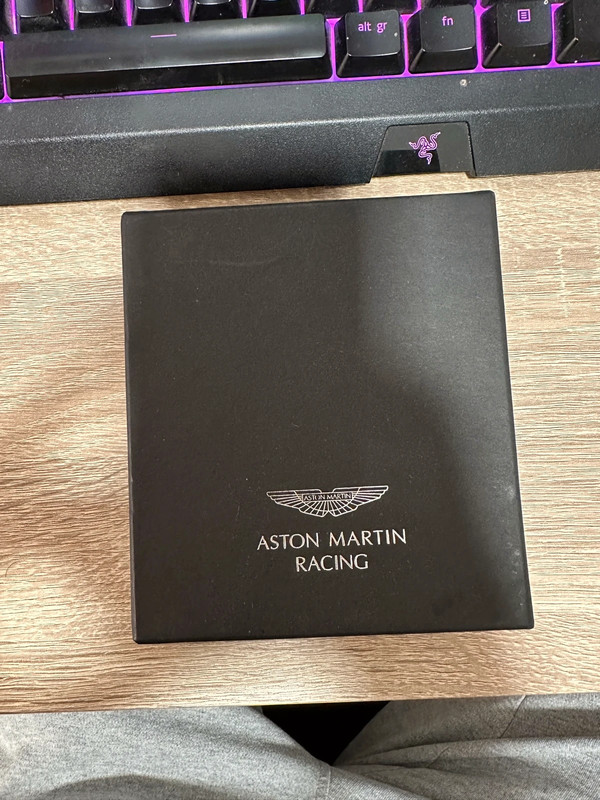 alt gr
fn
ASTON MARTIN
ASTON MARTIN
RACING